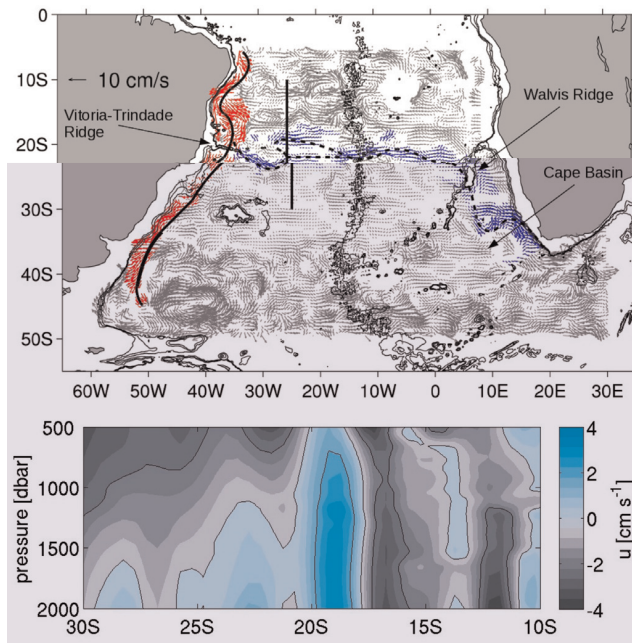 0
10S
20S
30S
40S
50S
10 cm/s
Vitoria-Trindade
Ridge
Walvis Ridge
Cape Basin
60W 50W 40W 30W 20W 10W 0 10E 20E 30E
500
1000
1500
2000
pressure [dbar]
30S 25S 20S 15S 10S
4
2
0
-2
-4
u [cm s⁻¹]